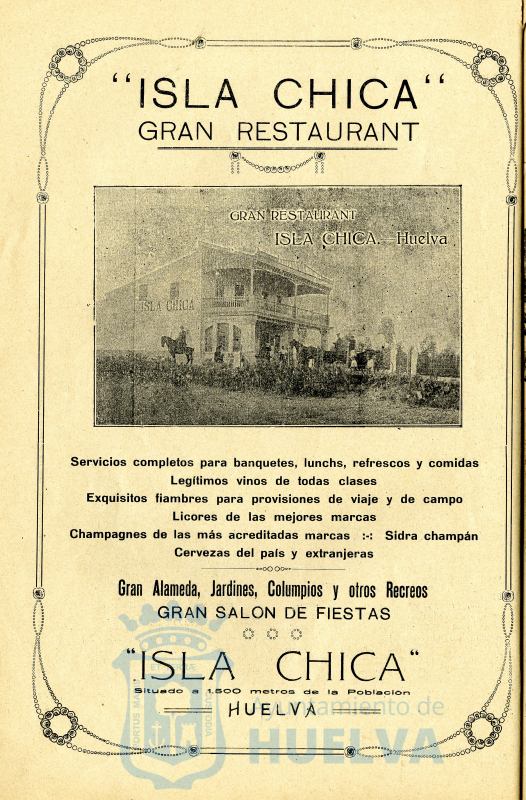 “ISLA CHICA“
GRAN RESTAURANT
GRAN RESTAURANT
ISLA CHICA.—Huelva
ISLA CHICA
Servicios completos para banquetes, lunchs, refrescos y comidas
Legítimos vinos de todas clases
Exquisitos fiambres para provisiones de viaje y de campo
Licores de las mejores marcas
Champagnes de las más acreditadas marcas :-: Sidra champán
Cervezas del país y extranjeras
Gran Alameda, Jardines, Columpios y otros Recreos
GRAN SALON DE FIESTAS
“ISLA CHICA“
Situado a 1.500 metros de la Población
HUELVA
Ayuntamiento de
HUELVA
PORTUS MA